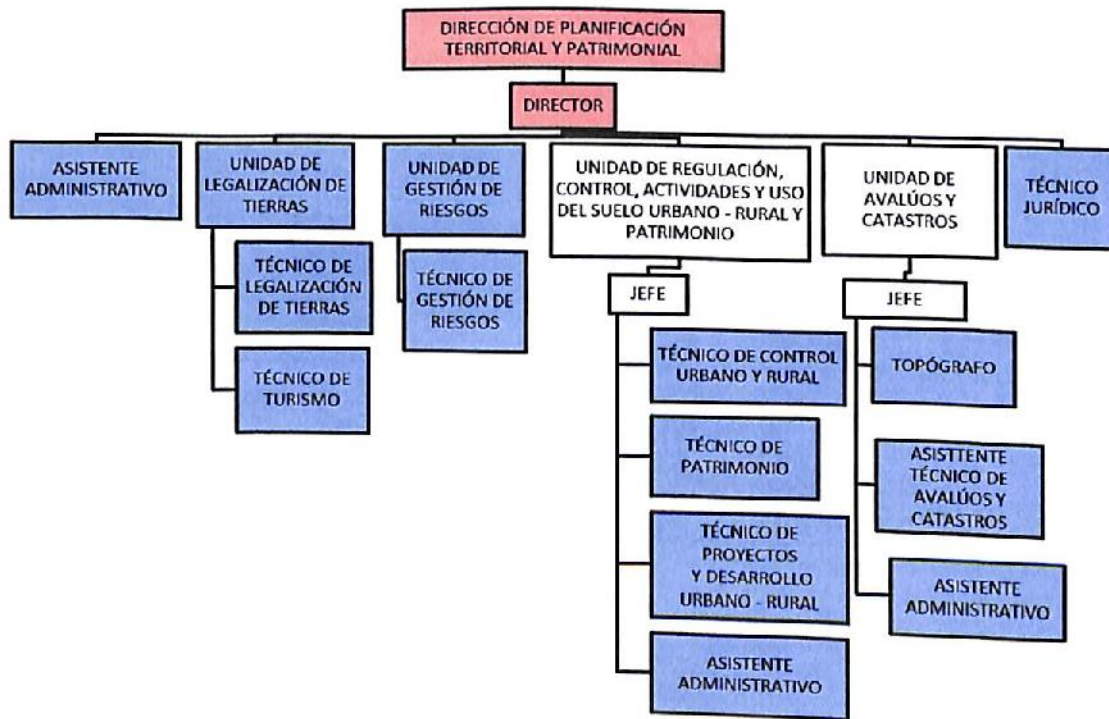 DIRECCIÓN DE PLANIFICACIÓN
TERRITORIAL Y PATRIMONIAL
DIRECTOR
ASISTENTE
ADMINISTRATIVO
UNIDAD DE
LEGALIZACIÓN DE
TIERRAS
UNIDAD DE
GESTIÓN DE
RIESGOS
UNIDAD DE REGULACIÓN,
CONTROL, ACTIVIDADES Y USO
DEL SUELO URBANO - RURAL Y
PATRIMONIO
UNIDAD DE
AVALÚOS Y
CATASTROS
TÉCNICO
JURÍDICO
TÉCNICO DE
LEGALIZACIÓN
DE TIERRAS
TÉCNICO DE
TURISMO
TÉCNICO DE
GESTIÓN DE
RIESGOS
JEFE
TÉCNICO DE CONTROL
URBANO Y RURAL
TÉCNICO DE
PATRIMONIO
TÉCNICO DE
PROYECTOS
Y DESARROLLO
URBANO - RURAL
ASISTENTE
ADMINISTRATIVO
JEFE
TOPÓGRAFO
ASISTTENTE
TÉCNICO DE
AVALÚOS Y
CATASTROS
ASISTENTE
ADMINISTRATIVO